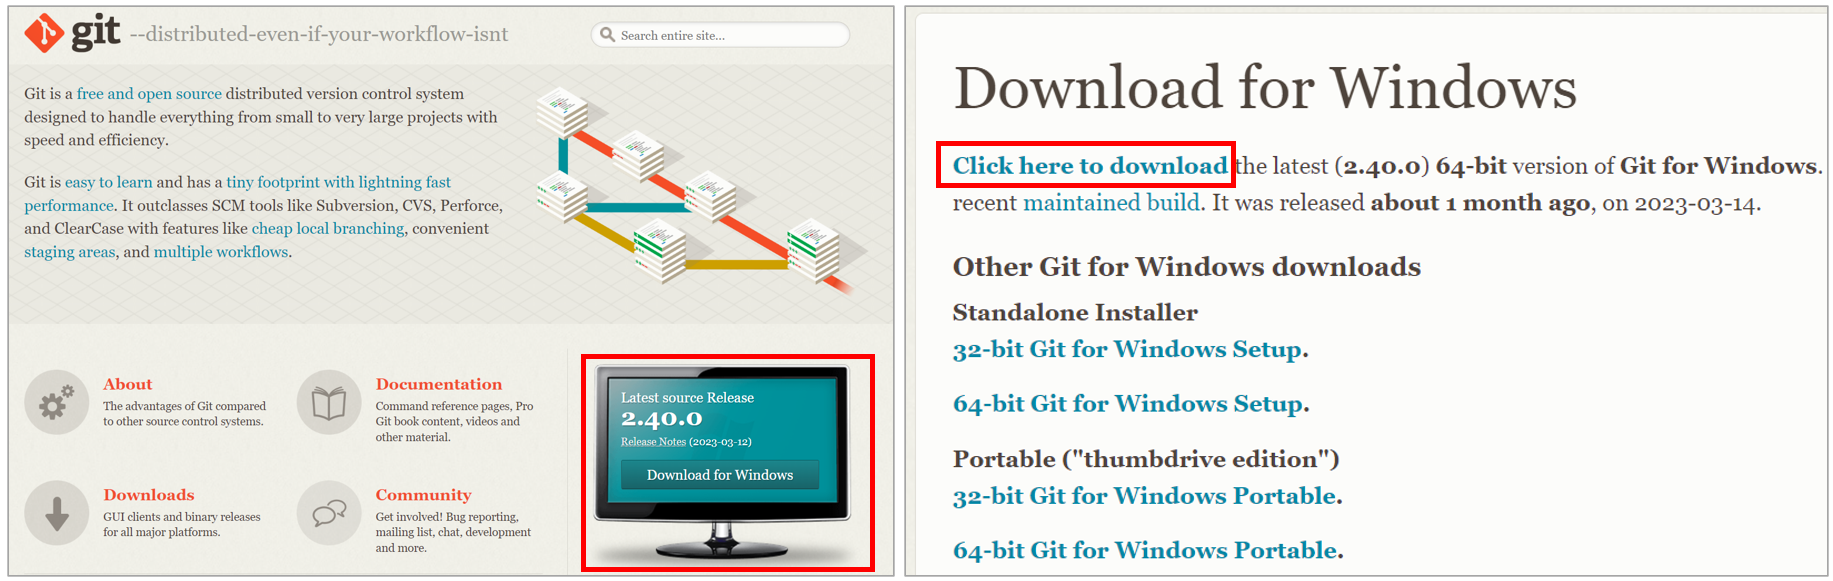 git --distributed-even-if-your-workflow-isnt
Search entire site...
Git is a free and open source distributed version control system
designed to handle everything from small to very large projects with
speed and efficiency.
Git is easy to learn and has a tiny footprint with lightning fast
performance. It outclasses SCM tools like Subversion, CVS, Perforce,
and ClearCase with features like cheap local branching, convenient
staging areas, and multiple workflows.
About
The advantages of Git compared
to other source control systems.
Documentation
Command reference pages, Pro
Git book content, videos and
other material.
Downloads
GUI clients and binary releases
for all major platforms.
Community
Get involved! Bug reporting,
mailing list, chat, development
and more.
Latest source Release
2.40.0
Release Notes (2023-03-12)
Download for Windows
Download for Windows
Click here to download the latest (2.40.0) 64-bit version of Git for Windows.
recent maintained build. It was released about 1 month ago, on 2023-03-14.
Other Git for Windows downloads
Standalone Installer
32-bit Git for Windows Setup.
64-bit Git for Windows Setup.
Portable ("thumbdrive edition")
32-bit Git for Windows Portable.
64-bit Git for Windows Portable.